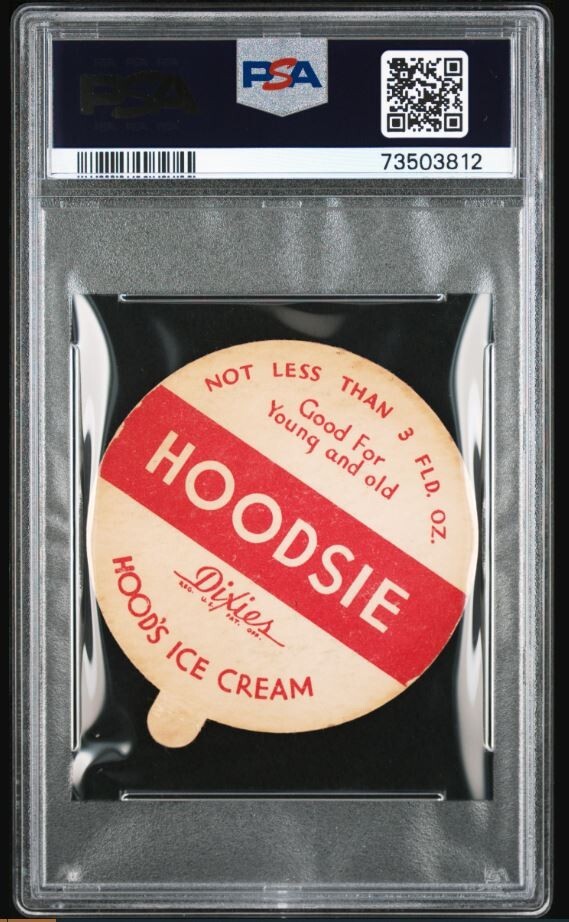 PSA
PSA
73503812
NOT LESS THAN 3 FLD. OZ.
Good For
Young and old
HOODSIE
Dixies
REG. U.S. PAT. OFF.
HOOD'S ICE CREAM